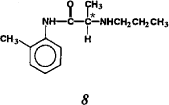 O CH₃
NH—C—C*—NHCH₂CH₂CH₃
CH₃ H
8